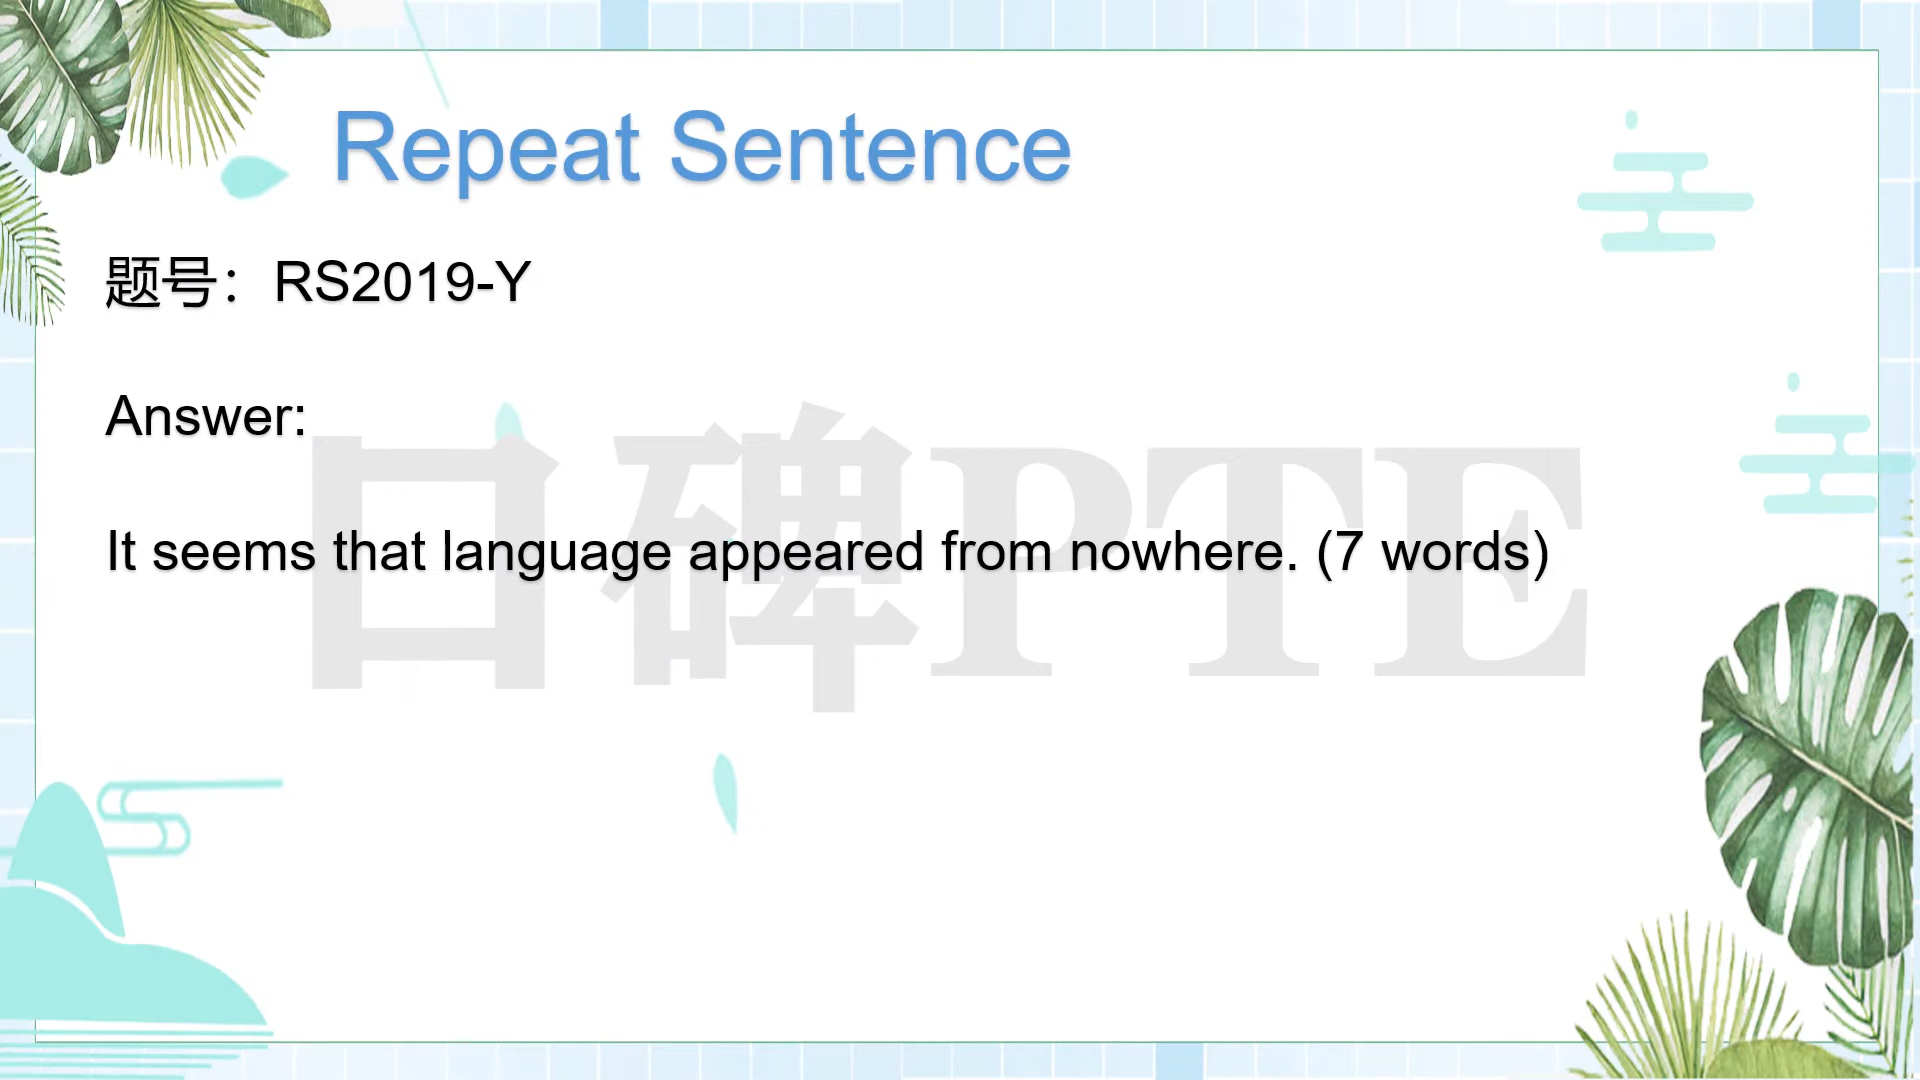 Repeat Sentence
题号：RS2019-Y
Answer:
口碑PTE
It seems that language appeared from nowhere. (7 words)